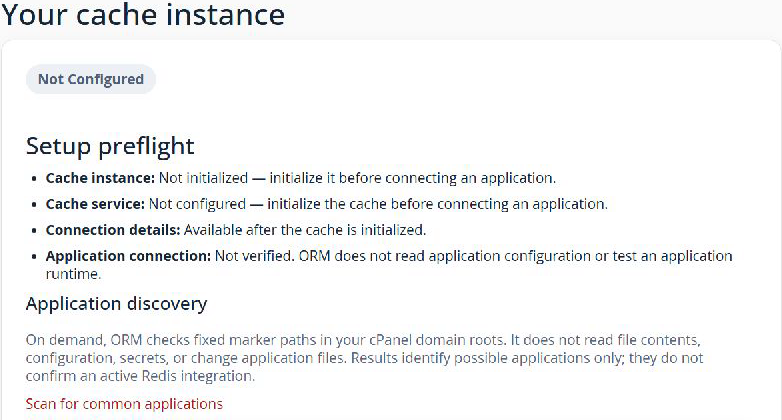 Your cache instance
Not Configured
Setup preflight
• Cache instance: Not initialized — initialize it before connecting an application.
• Cache service: Not configured — initialize the cache before connecting an application.
• Connection details: Available after the cache is initialized.
• Application connection: Not verified. ORM does not read application configuration or test an application
runtime.
Application discovery
On demand, ORM checks fixed marker paths in your cPanel domain roots. It does not read file contents,
configuration, secrets, or change application files. Results identify possible applications only; they do not
confirm an active Redis integration.
Scan for common applications